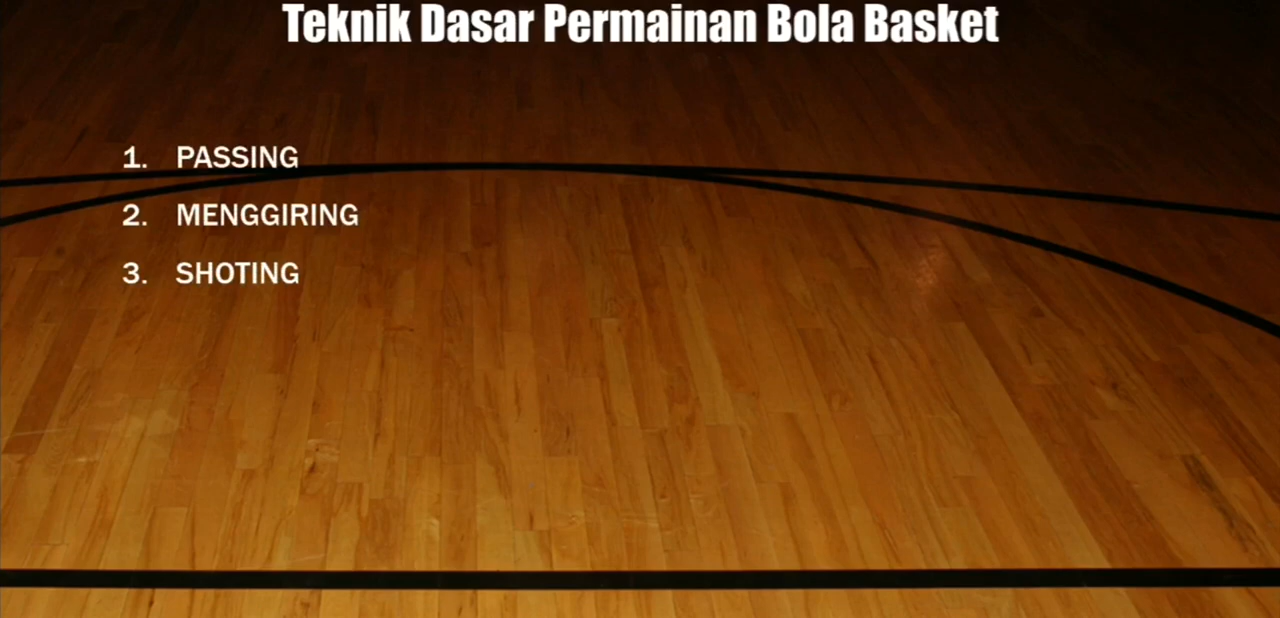 Teknik Dasar Permainan Bola Basket
1. PASSING
2. MENGGIRING
3. SHOTING